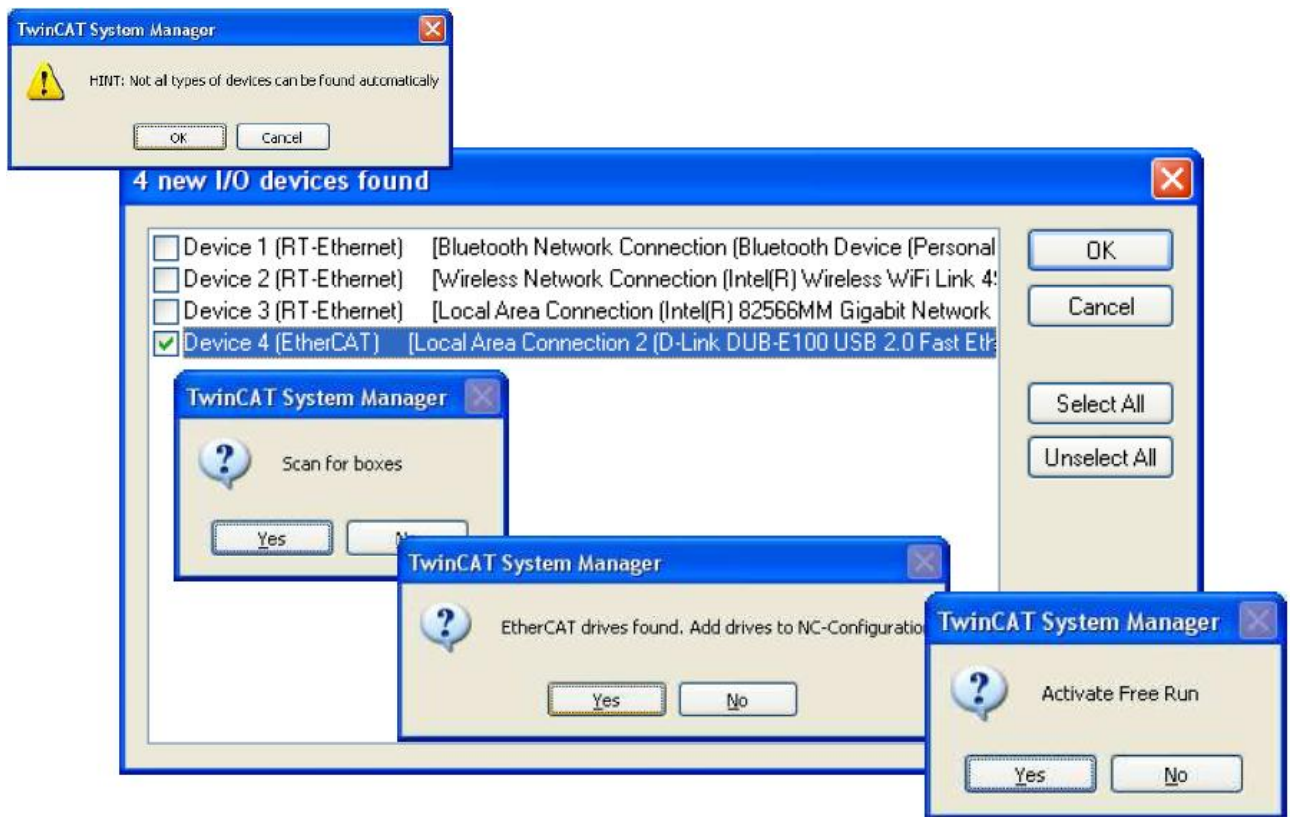 TwinCAT System Manager
HINT: Not all types of devices can be found automatically
OK
Cancel
4 new I/O devices found
Device 1 (RT-Ethernet) [Bluetooth Network Connection (Bluetooth Device (Personal
Device 2 (RT-Ethernet) [Wireless Network Connection (Intel(R) Wireless WiFi Link
Device 3 (RT-Ethernet) [Local Area Connection (Intel(R) 82566MM Gigabit Network
Device 4 (EtherCAT) [Local Area Connection 2 (D-Link DUB-E100 USB 2.0 Fast
OK
Cancel
Select All
Unselect All
TwinCAT System Manager
Scan for boxes
Yes
TwinCAT System Manager
EtherCAT drives found. Add drives to
Yes
No
TwinCAT System Manager
Activate Free Run
Yes
No